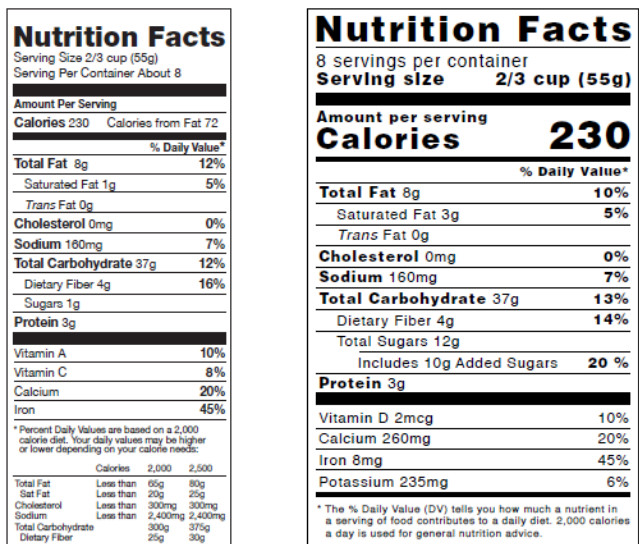 Nutrition Facts
Serving Size 2/3 cup (55g)
Serving Per Container About 8
Amount Per Serving
Calories 230 Calories from Fat 72
% Daily Value*
Total Fat 8g 12%
Saturated Fat 1g 5%
Trans Fat 0g
Cholesterol 0mg 0%
Sodium 160mg 7%
Total Carbohydrate 37g 12%
Dietary Fiber 4g 16%
Sugars 1g
Protein 3g
Vitamin A 10%
Vitamin C 8%
Calcium 20%
Iron 45%
* Percent Daily Values are based on a 2,000
calorie diet. Your daily values may be higher
or lower depending on your calorie needs:
Calories 2,000 2,500
Total Fat Less than 65g 80g
Sat Fat Less than 20g 25g
Cholesterol Less than 300mg 300mg
Sodium Less than 2,400mg 2,400mg
Total Carbohydrate 300g 375g
Dietary Fiber 25g 30g
Nutrition Facts
8 servings per container
Serving size 2/3 cup (55g)
Amount per serving
Calories 230
% Daily Value*
Total Fat 8g 10%
Saturated Fat 3g 5%
Trans Fat 0g
Cholesterol 0mg 0%
Sodium 160mg 7%
Total Carbohydrate 37g 13%
Dietary Fiber 4g 14%
Total Sugars 12g
Includes 10g Added Sugars 20 %
Protein 3g
Vitamin D 2mcg 10%
Calcium 260mg 20%
Iron 8mg 45%
Potassium 235mg 6%
* The % Daily Value (DV) tells you how much a nutrient in
a serving of food contributes to a daily diet. 2,000 calories
a day is used for general nutrition advice.